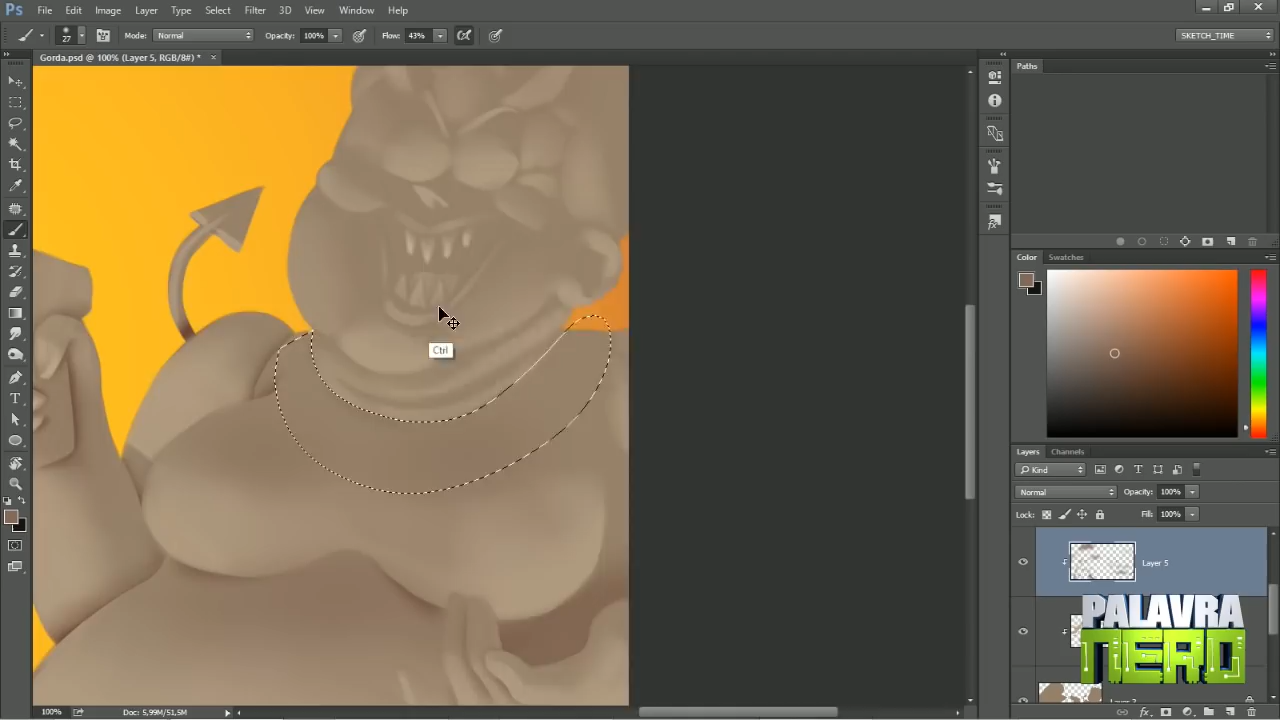 Ps File Edit Image Layer Type Select Filter 3D View Window Help
27 Mode: Normal Opacity: 100% Flow: 43% SKETCH_TIME
Gorda.psd @ 100% (Layer 5, RGB/8#) * ×
Paths
Ctrl
Color Swatches
Layers Channels
Kind
Normal Opacity: 100%
Lock: Fill: 100%
Layer 5
PALAVRA
NERD
100% Doc: 5,99M/51,5M